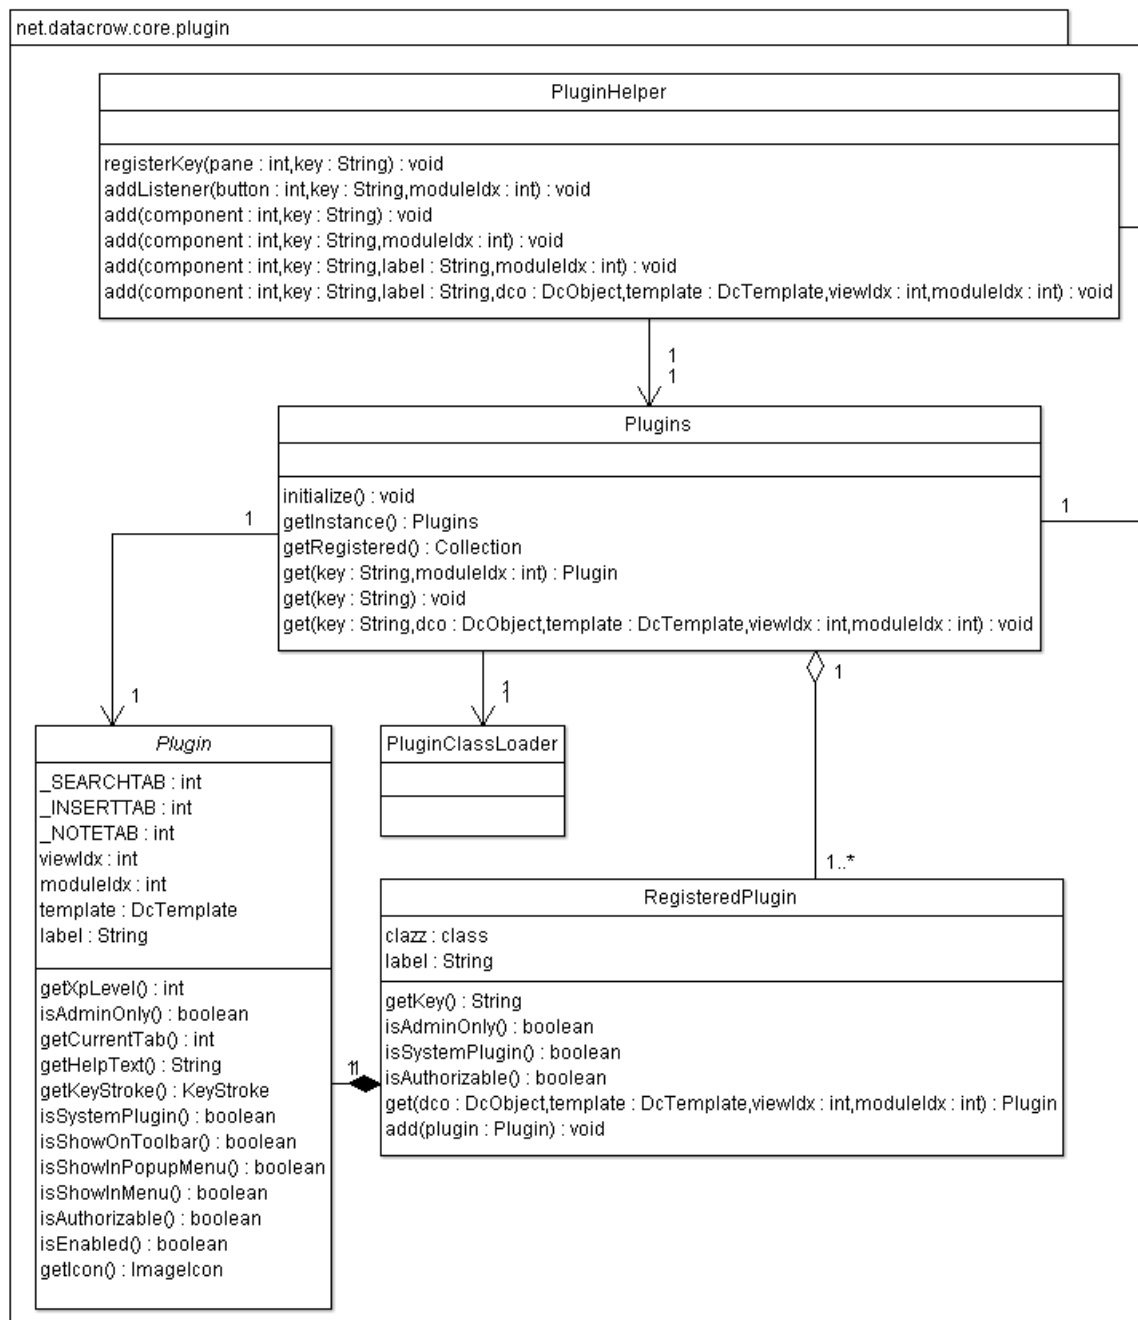 net.datacrow.core.plugin
PluginHelper
registerKey(pane : int,key : String) : void
addListener(button : int,key : String,moduleIdx : int) : void
add(component : int,key : String) : void
add(component : int,key : String,moduleIdx : int) : void
add(component : int,key : String,label : String,moduleIdx : int) : void
add(component : int,key : String,label : String,dco : DcObject,template : DcTemplate,viewIdx : int,moduleIdx : int) : void
1
1
Plugins
initialize() : void
getInstance() : Plugins
getRegistered() : Collection
get(key : String,moduleIdx : int) : Plugin
get(key : String) : void
get(key : String,dco : DcObject,template : DcTemplate,viewIdx : int,moduleIdx : int) : void
1
1
1
1
1
1
Plugin
_SEARCHTAB : int
_INSERTTAB : int
_NOTETAB : int
viewIdx : int
moduleIdx : int
template : DcTemplate
label : String
getXpLevel() : int
isAdminOnly() : boolean
getCurrentTab() : int
getHelpText() : String
getKeyStroke() : KeyStroke
isSystemPlugin() : boolean
isShowOnToolbar() : boolean
isShowInPopupMenu() : boolean
isShowInMenu() : boolean
isAuthorizable() : boolean
isEnabled() : boolean
getIcon() : ImageIcon
PluginClassLoader
1..*
RegisteredPlugin
clazz : class
label : String
getKey() : String
isAdminOnly() : boolean
isSystemPlugin() : boolean
isAuthorizable() : boolean
get(dco : DcObject,template : DcTemplate,viewIdx : int,moduleIdx : int) : Plugin
add(plugin : Plugin) : void
11